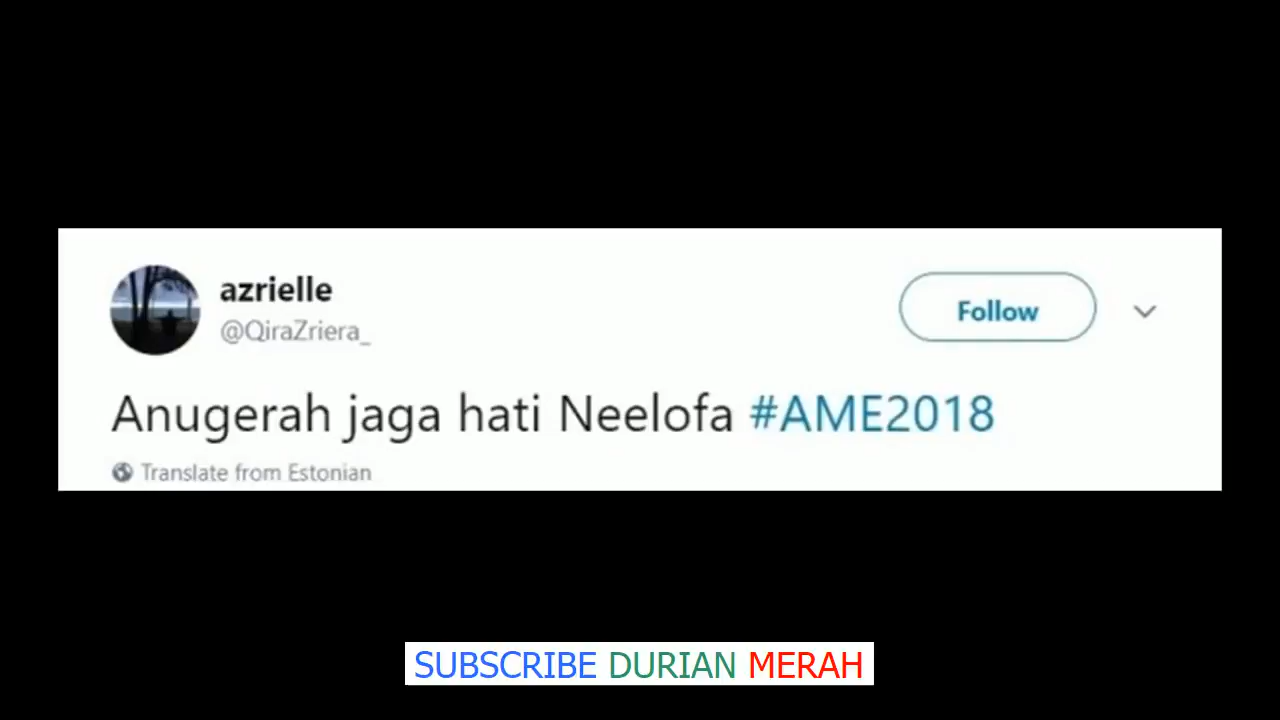 azrielle
@QiraZriera_
Follow
Anugerah jaga hati Neelofa #AME2018
Translate from Estonian
SUBSCRIBE DURIAN MERAH